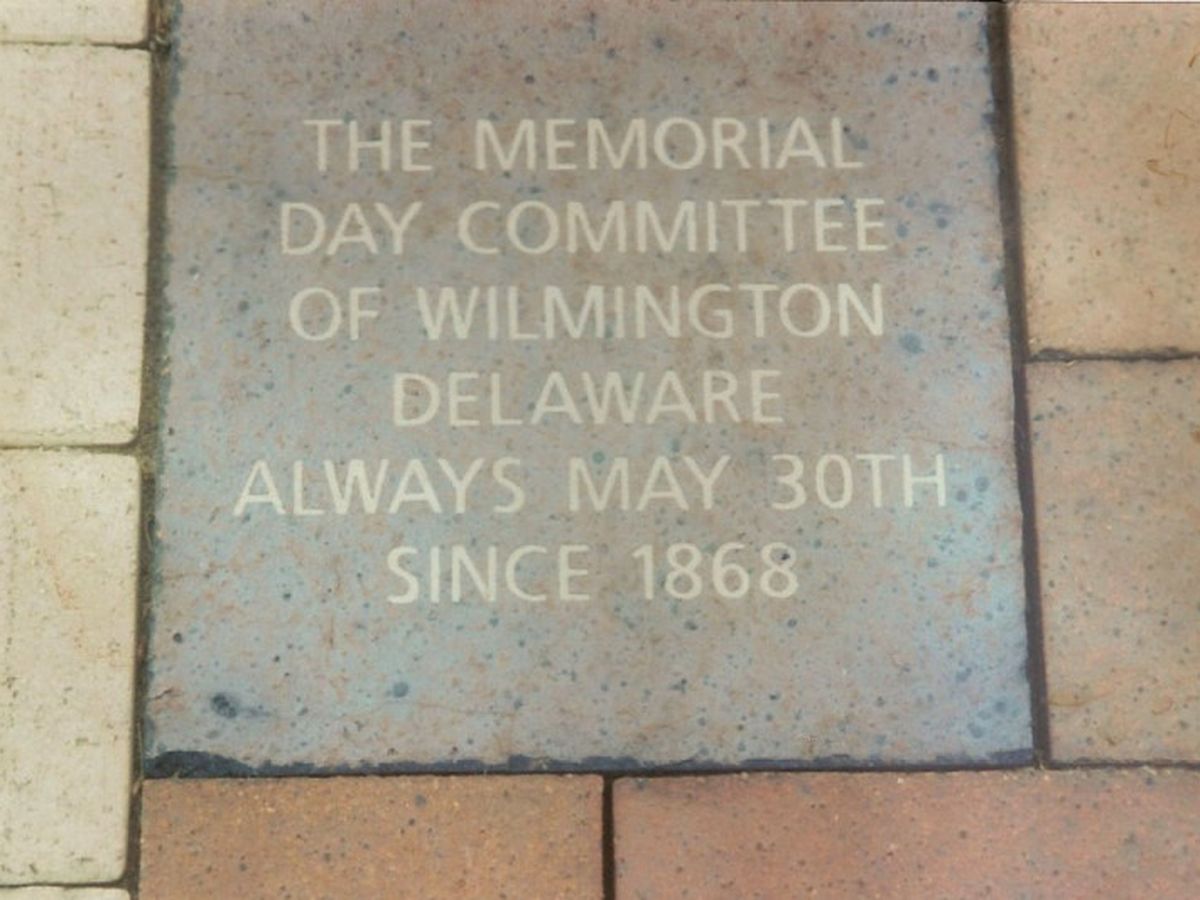 THE MEMORIAL
DAY COMMITTEE
OF WILMINGTON
DELAWARE
ALWAYS MAY 30TH
SINCE 1868